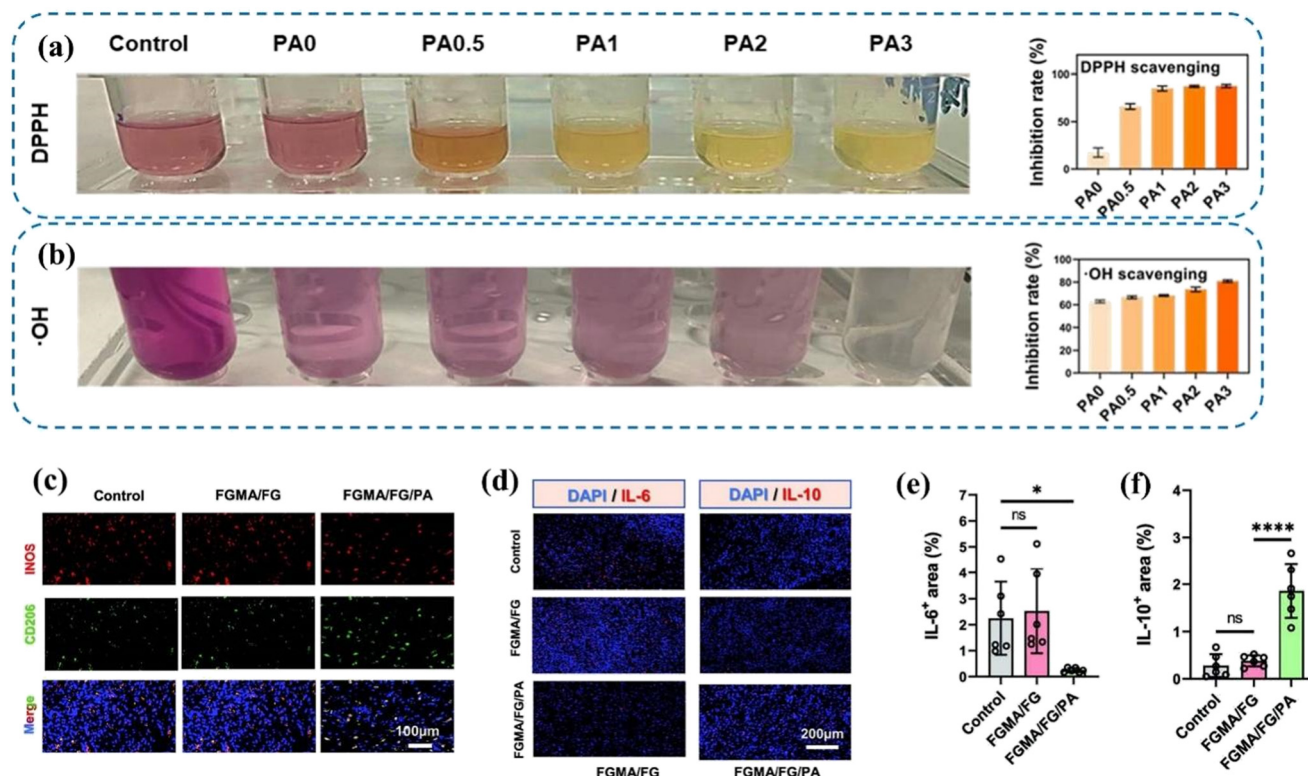 (a)
Control PA0 PA0.5 PA1 PA2 PA3
DPPH
DPPH scavenging
Inhibition rate (%)
100
50
0
PA0 PA0.5 PA1 PA2 PA3
(b)
·OH
·OH scavenging
Inhibition rate (%)
100
80
60
40
20
0
PA0 PA0.5 PA1 PA2 PA3
(c)
Control FGMA/FG FGMA/FG/PA
INOS
CD206
Merge
100μm
(d)
DAPI / IL-6 DAPI / IL-10
Control
FGMA/FG
FGMA/FG/PA
200μm
FGMA/FG FGMA/FG/PA
(e)
IL-6+ area (%)
7
6
5
4
3
2
1
0
*
ns
Control FGMA/FG FGMA/FG/PA
(f)
IL-10+ area (%)
4
3
2
1
0
****
ns
Control FGMA/FG FGMA/FG/PA